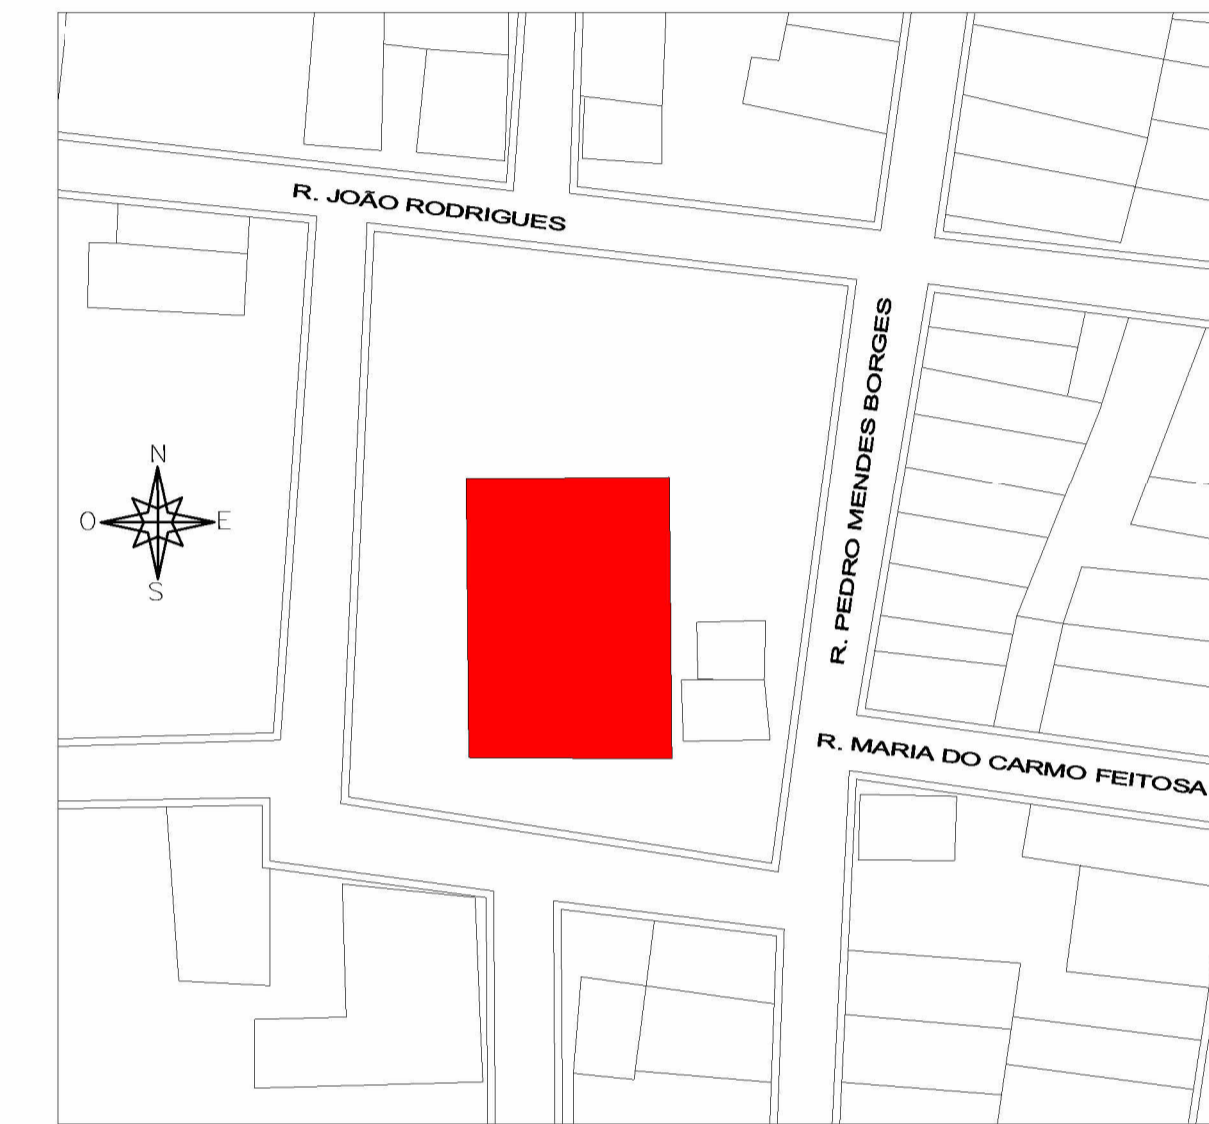 R. JOÃO RODRIGUES
R. PEDRO MENDES BORGES
N
O E
S
R. MARIA DO CARMO FEITOSA